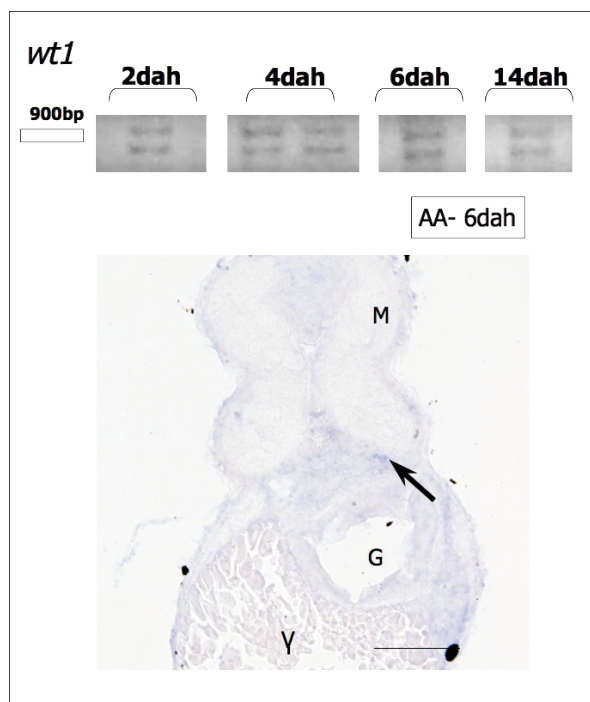 wt1
2dah 4dah 6dah 14dah
900bp
AA- 6dah
M
G
γ